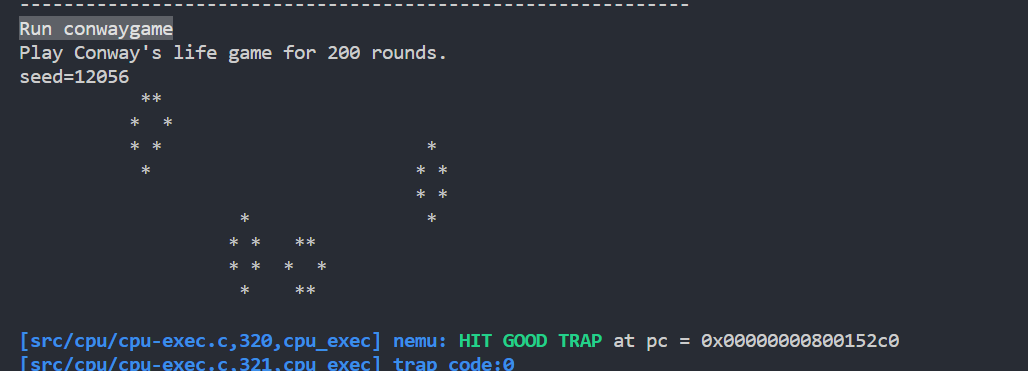 --------------------------------------------------------------
Run conwaygame
Play Conway's life game for 200 rounds.
seed=12056
           **
          *  *
          * *                        *
           *                        * *
                                    * *
                    *                *
                   * *   **
                   * *  *  *
                    *    **
[src/cpu/cpu-exec.c,320,cpu_exec] nemu: HIT GOOD TRAP at pc = 0x00000000800152c0
[src/cpu/cpu-exec.c,321,cpu_exec] trap code:0